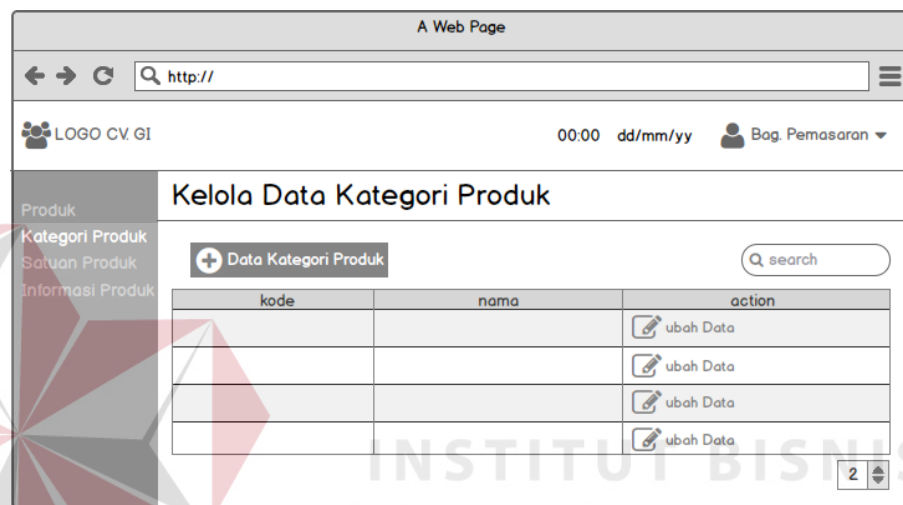 A Web Page
http://
LOGO CV. GI
00:00 dd/mm/yy Bag. Pemasaran
Kelola Data Kategori Produk
Produk
Kategori Produk
Satuan Produk
Informasi Produk
Data Kategori Produk
search
kode nama action
ubah Data
ubah Data
ubah Data
ubah Data
INSTITUT BISNIS
2